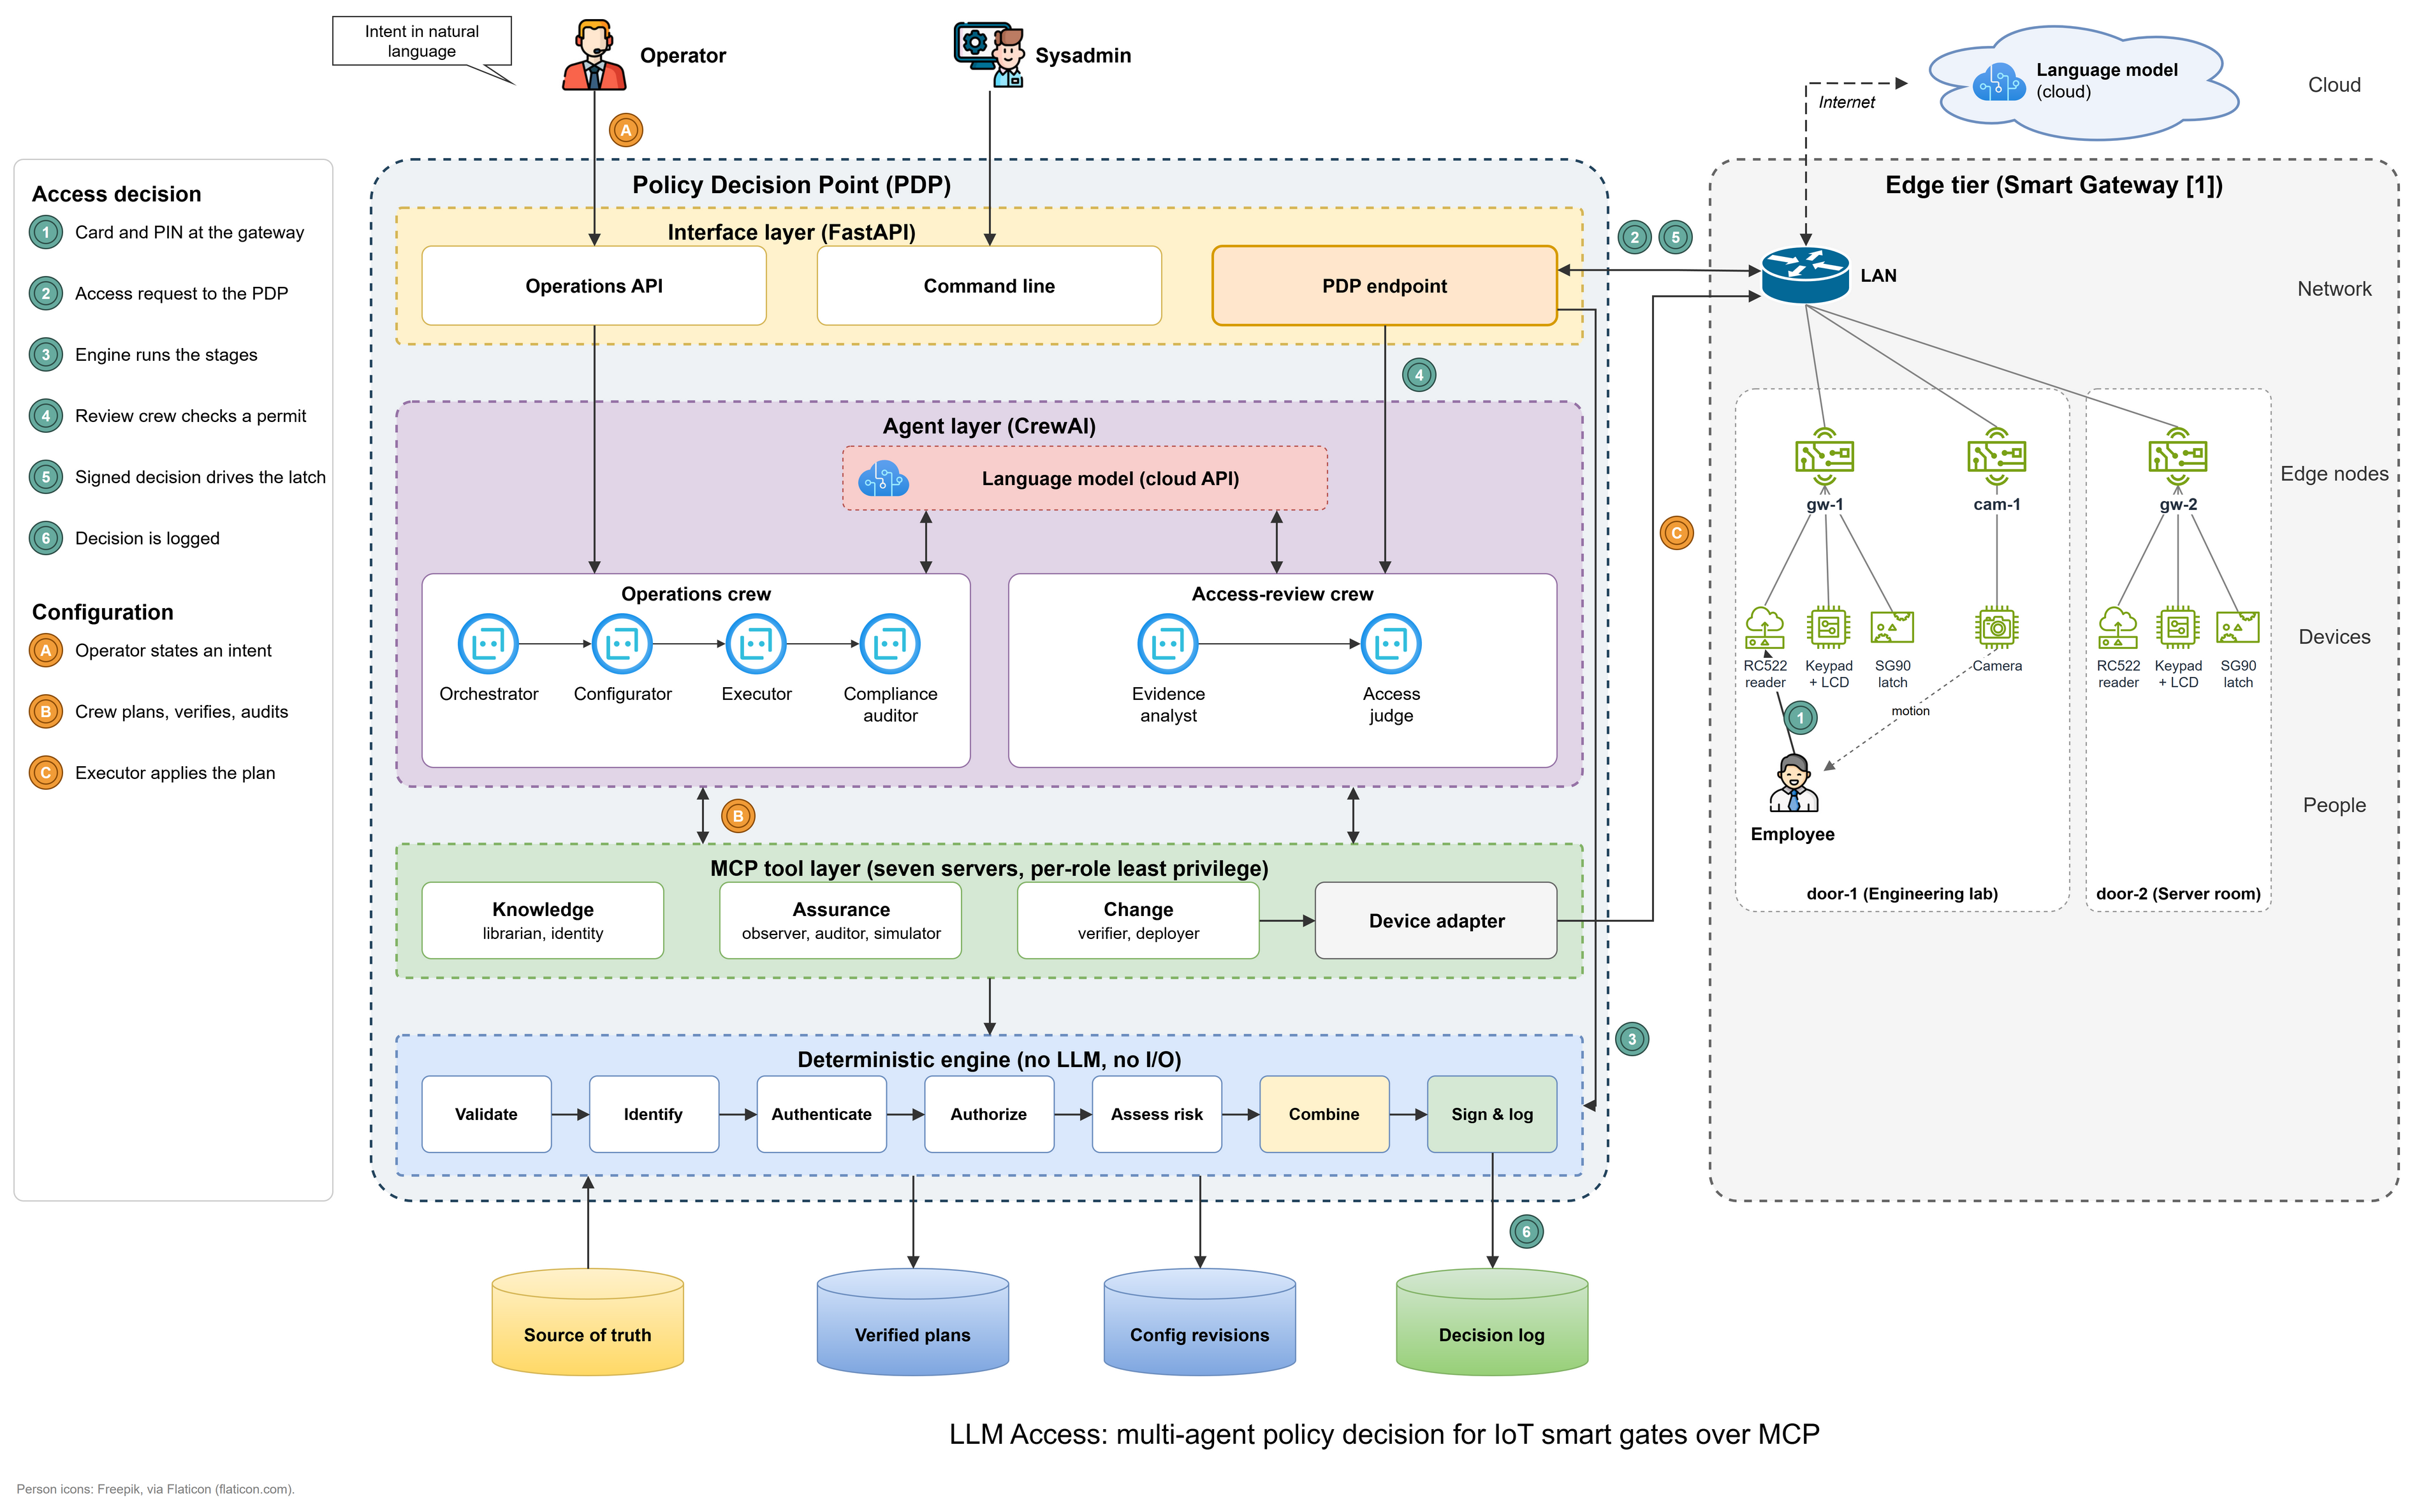 Intent in natural
language
Operator
Sysadmin
Internet
Language model
(cloud)
Cloud
A
Access decision
1 Card and PIN at the gateway
2 Access request to the PDP
3 Engine runs the stages
4 Review crew checks a permit
5 Signed decision drives the latch
6 Decision is logged
Configuration
A Operator states an intent
B Crew plans, verifies, audits
C Executor applies the plan
Policy Decision Point (PDP)
Interface layer (FastAPI)
Operations API
Command line
PDP endpoint
2 5
4
Agent layer (CrewAI)
Language model (cloud API)
Operations crew
Orchestrator
Configurator
Executor
Compliance
auditor
Access-review crew
Evidence
analyst
Access
judge
B
C
MCP tool layer (seven servers, per-role least privilege)
Knowledge
librarian, identity
Assurance
observer, auditor, simulator
Change
verifier, deployer
Device adapter
3
Deterministic engine (no LLM, no I/O)
Validate
Identify
Authenticate
Authorize
Assess risk
Combine
Sign & log
6
Source of truth
Verified plans
Config revisions
Decision log
Edge tier (Smart Gateway [1])
LAN
Network
gw-1
cam-1
gw-2
Edge nodes
RC522
reader
Keypad
+ LCD
SG90
latch
Camera
RC522
reader
Keypad
+ LCD
SG90
latch
Devices
motion
1
Employee
People
door-1 (Engineering lab)
door-2 (Server room)
LLM Access: multi-agent policy decision for IoT smart gates over MCP
Person icons: Freepik, via Flaticon (flaticon.com).